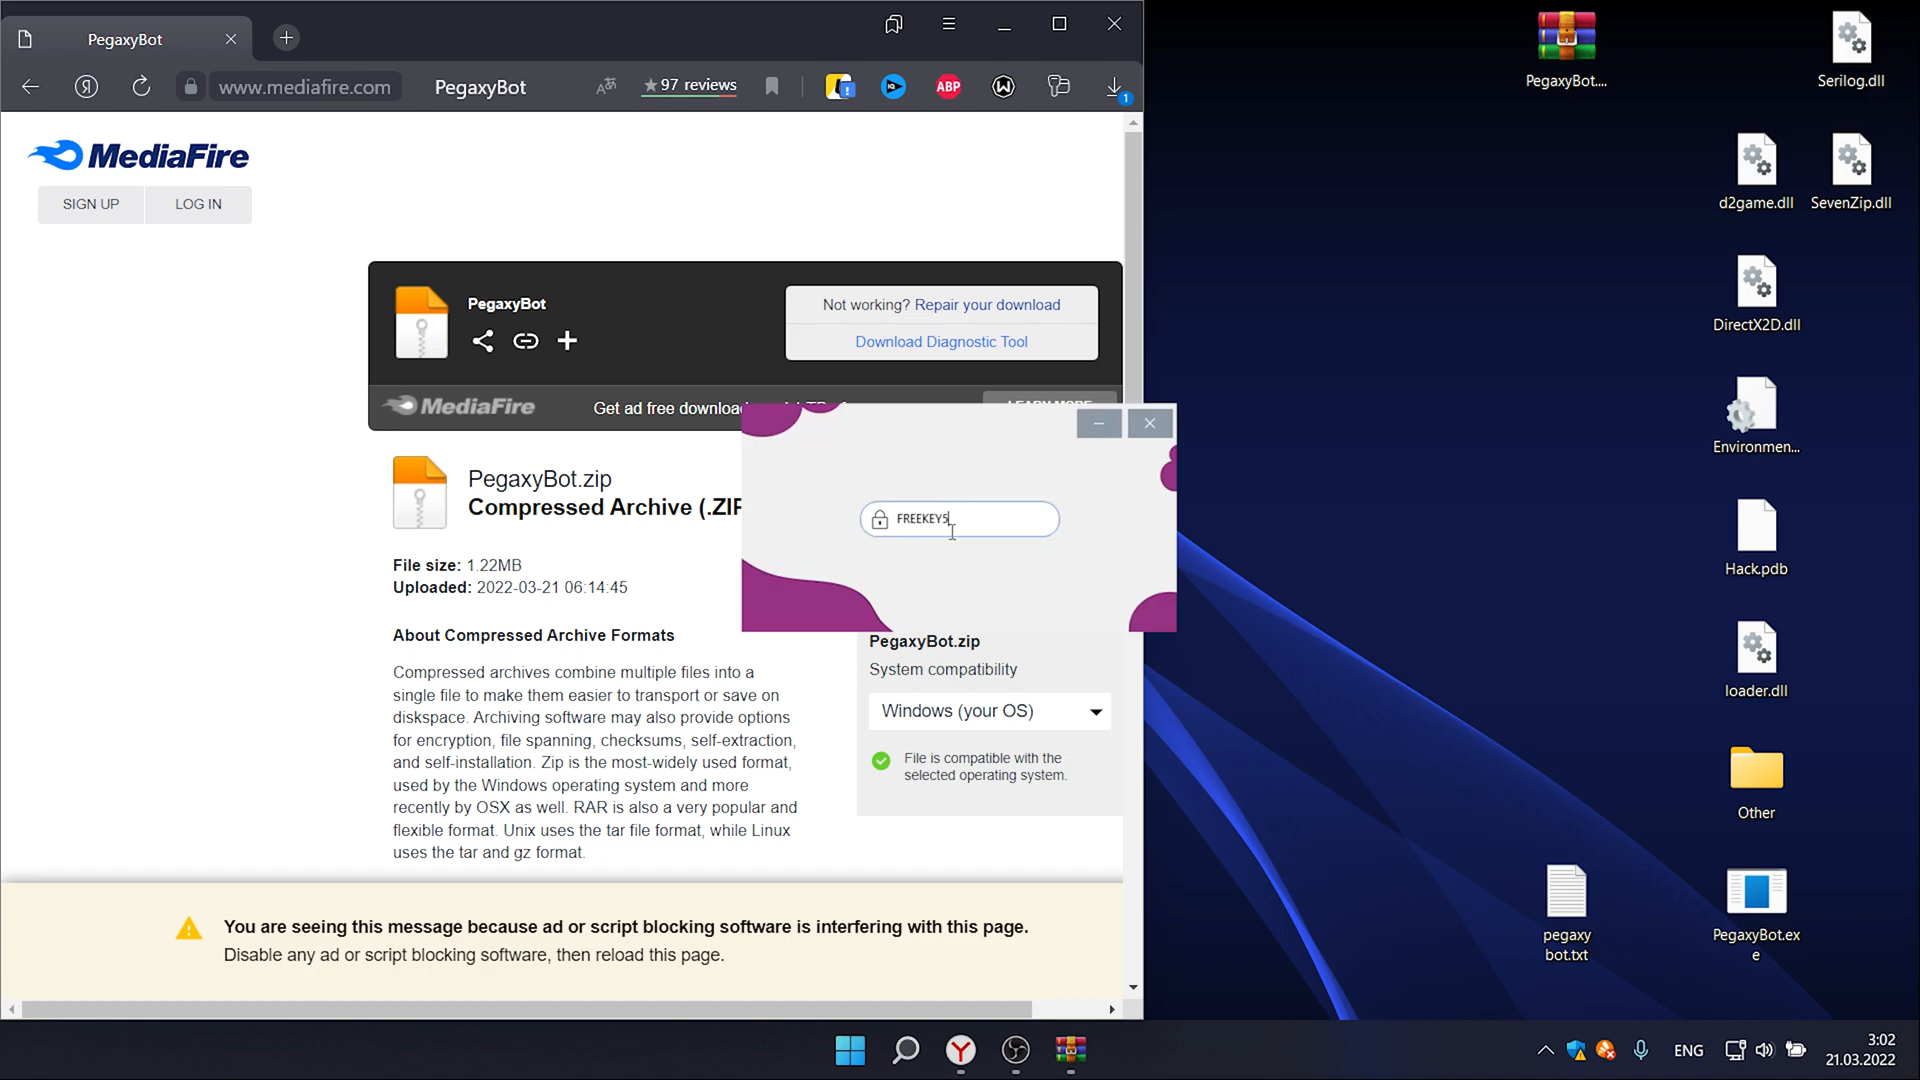 PegaxyBot
www.mediafire.com
PegaxyBot
★ 97 reviews
ABP
1
MediaFire
SIGN UP
LOG IN
PegaxyBot
Not working? Repair your download
Download Diagnostic Tool
MediaFire
Get ad free download
LEARN MORE
PegaxyBot.zip
Compressed Archive (.ZIP
File size: 1.22MB
Uploaded: 2022-03-21 06:14:45
About Compressed Archive Formats
Compressed archives combine multiple files into a
single file to make them easier to transport or save on
diskspace. Archiving software may also provide options
for encryption, file spanning, checksums, self-extraction,
and self-installation. Zip is the most-widely used format,
used by the Windows operating system and more
recently by OSX as well. RAR is also a very popular and
flexible format. Unix uses the tar file format, while Linux
uses the tar and gz format.
FREEKEY5
PegaxyBot.zip
System compatibility
Windows (your OS)
File is compatible with the
selected operating system.
You are seeing this message because ad or script blocking software is interfering with this page.
Disable any ad or script blocking software, then reload this page.
PegaxyBot....
Serilog.dll
d2game.dll
SevenZip.dll
DirectX2D.dll
Environmen...
Hack.pdb
loader.dll
Other
pegaxy
bot.txt
PegaxyBot.ex
e
ENG
3:02
21.03.2022